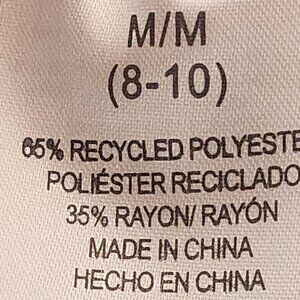 M/M
(8-10)
65% RECYCLED POLYESTE
POLIÉSTER RECICLADO
35% RAYON/ RAYÓN
MADE IN CHINA
HECHO EN CHINA